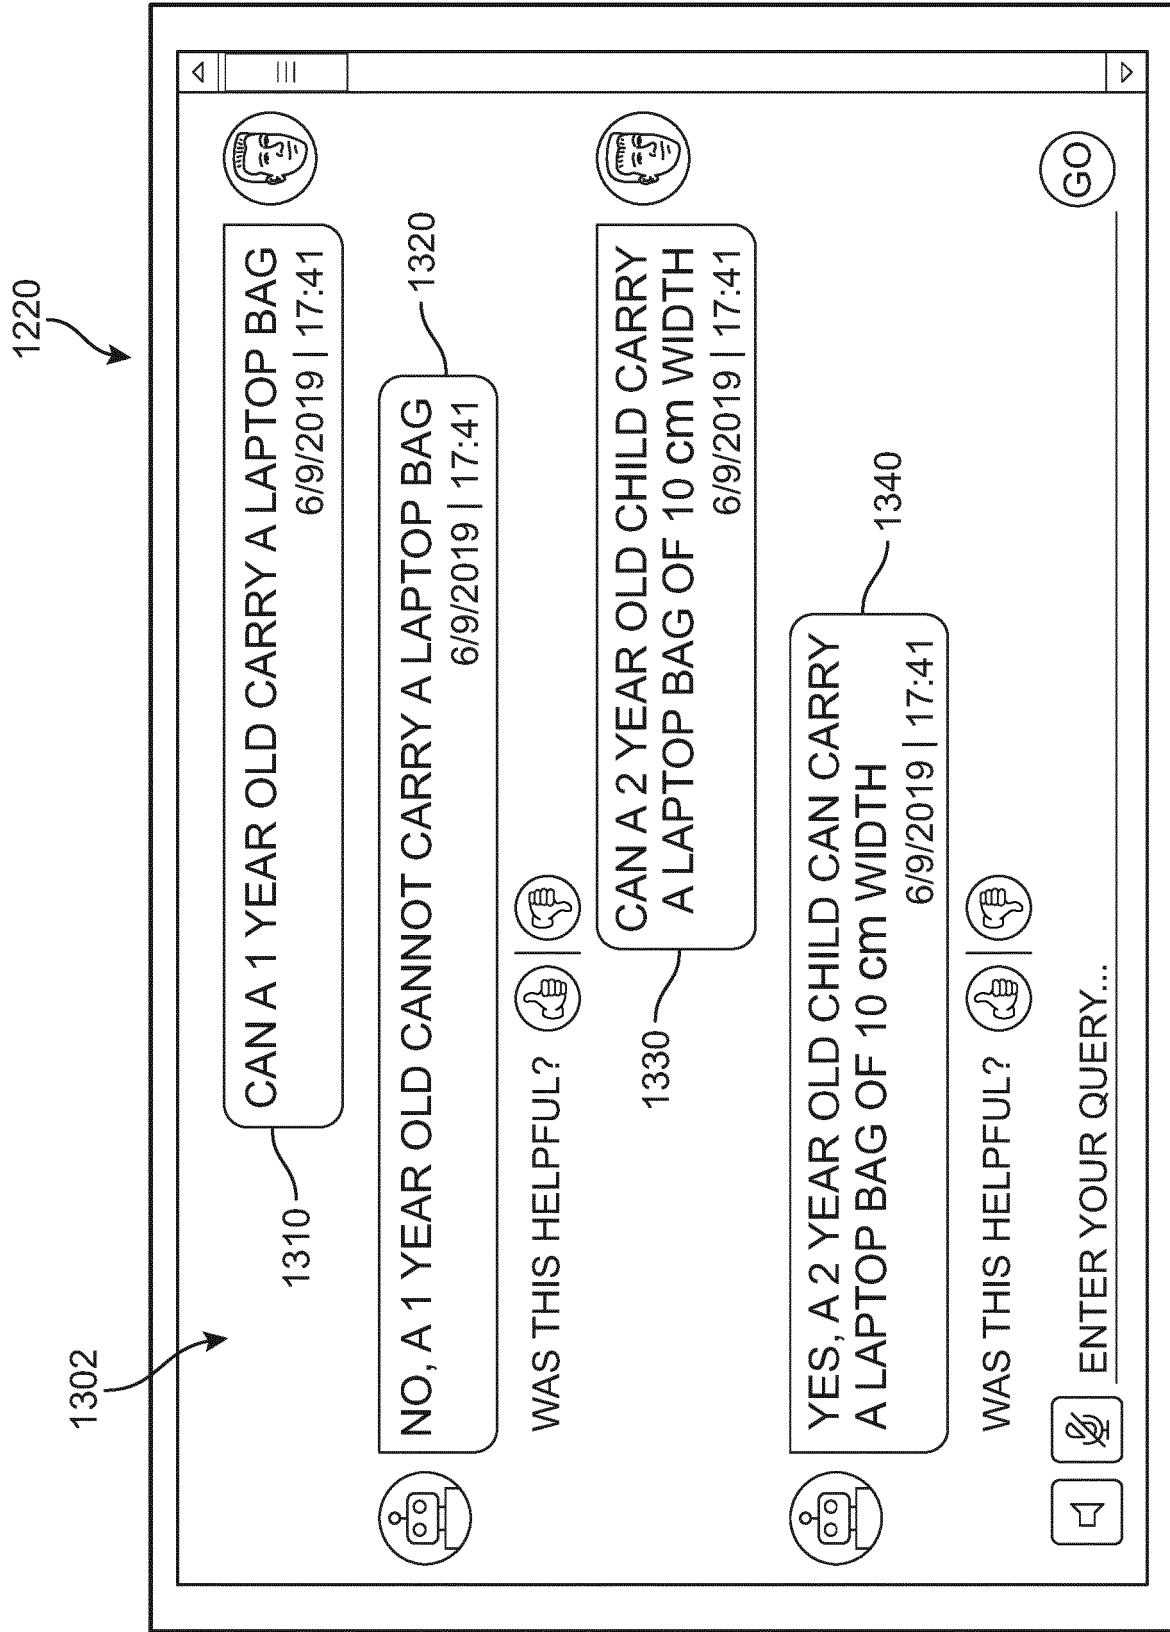 1220
1302
CAN A 1 YEAR OLD CARRY A LAPTOP BAG
6/9/2019 | 17:41
1310
NO, A 1 YEAR OLD CANNOT CARRY A LAPTOP BAG
6/9/2019 | 17:41
1320
WAS THIS HELPFUL?
CAN A 2 YEAR OLD CHILD CARRY
A LAPTOP BAG OF 10 cm WIDTH
6/9/2019 | 17:41
1330
YES, A 2 YEAR OLD CHILD CAN CARRY
A LAPTOP BAG OF 10 cm WIDTH
6/9/2019 | 17:41
1340
WAS THIS HELPFUL?
ENTER YOUR QUERY...
GO